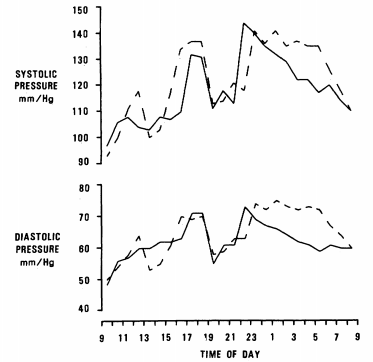 150
140
130
120
110
100
90
SYSTOLIC
PRESSURE
mm/Hg
80
70
60
50
40
DIASTOLIC
PRESSURE
mm/Hg
9 11 13 15 17 19 21 23 1 3 5 7 9
TIME OF DAY